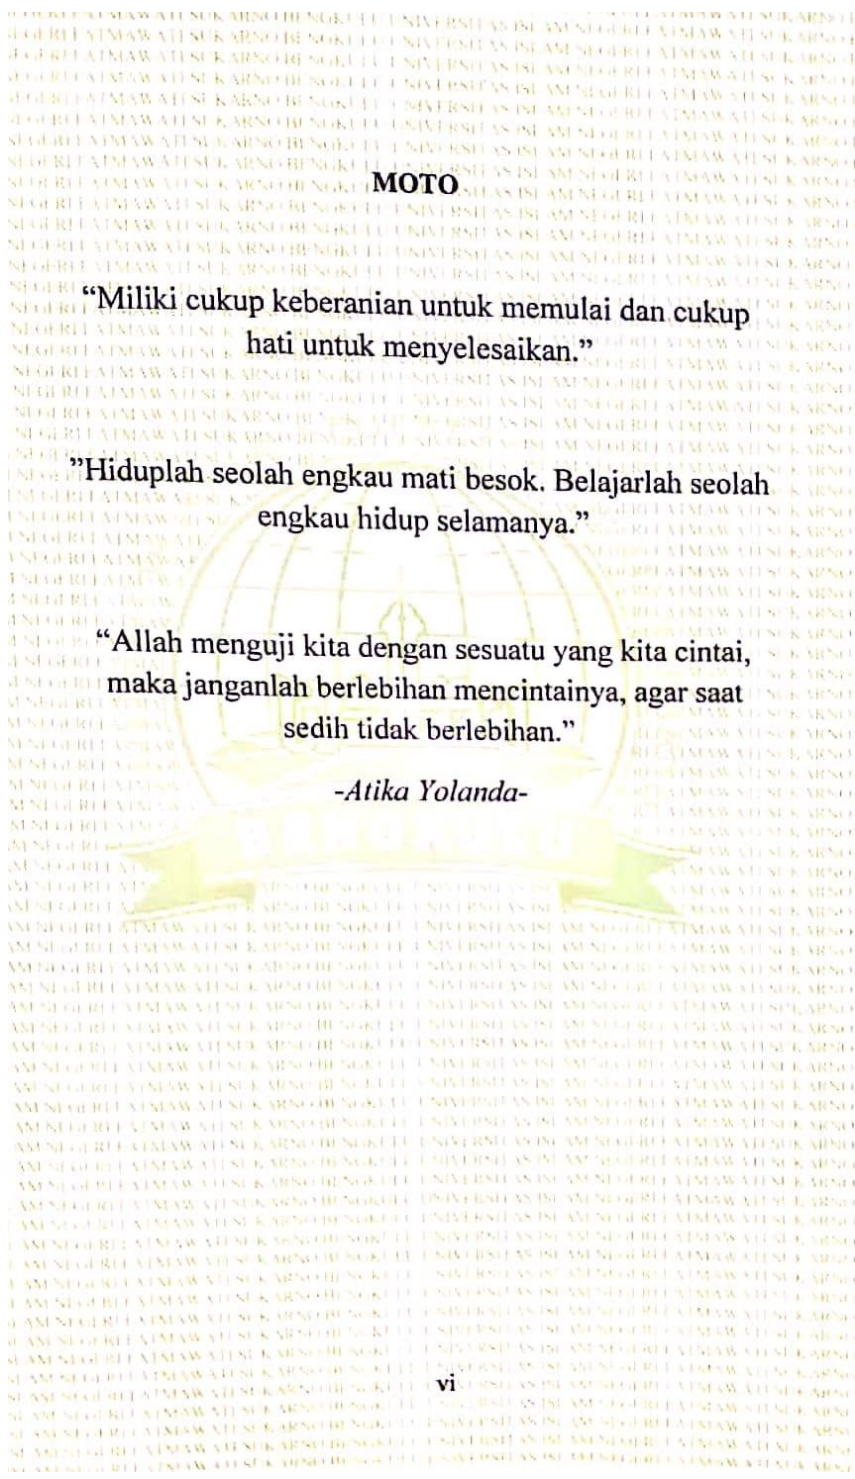 MOTO
“Miliki cukup keberanian untuk memulai dan cukup
hati untuk menyelesaikan.”
”Hiduplah seolah engkau mati besok. Belajarlah seolah
engkau hidup selamanya.”
“Allah menguji kita dengan sesuatu yang kita cintai,
maka janganlah berlebihan mencintainya, agar saat
sedih tidak berlebihan.”
-Atika Yolanda-
BENGKULU
vi